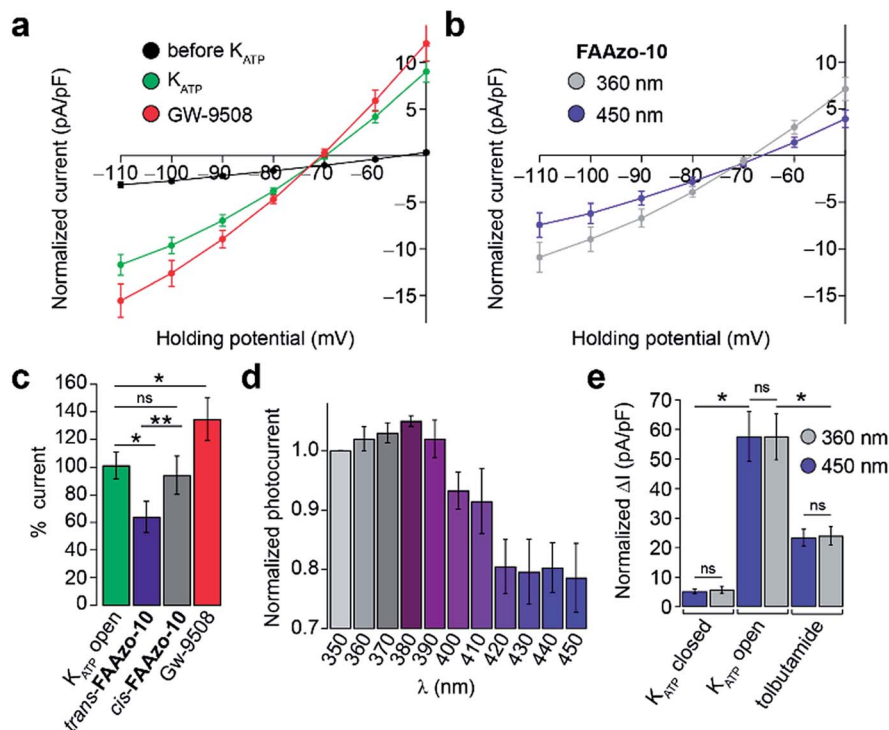 a
before KATP
KATP
GW-9508
Normalized current (pA/pF)
10
5
−110
−100
−90
−80
−70
−60
−5
−10
−15
Holding potential (mV)
b
FAAzo-10
360 nm
450 nm
Normalized current (pA/pF)
10
5
−110
−100
−90
−80
−70
−60
−5
−10
−15
Holding potential (mV)
c
% current
160
140
120
100
80
60
40
20
0
*
ns
*
**
KATP open
trans-FAAzo-10
cis-FAAzo-10
Gw-9508
d
Normalized photocurrent
1.0
0.9
0.8
0.7
350
360
370
380
390
400
410
420
430
440
450
λ (nm)
e
Normalized ΔI (pA/pF)
70
60
50
40
30
20
10
0
*
ns
*
360 nm
450 nm
ns
ns
KATP closed
KATP open
tolbutamide